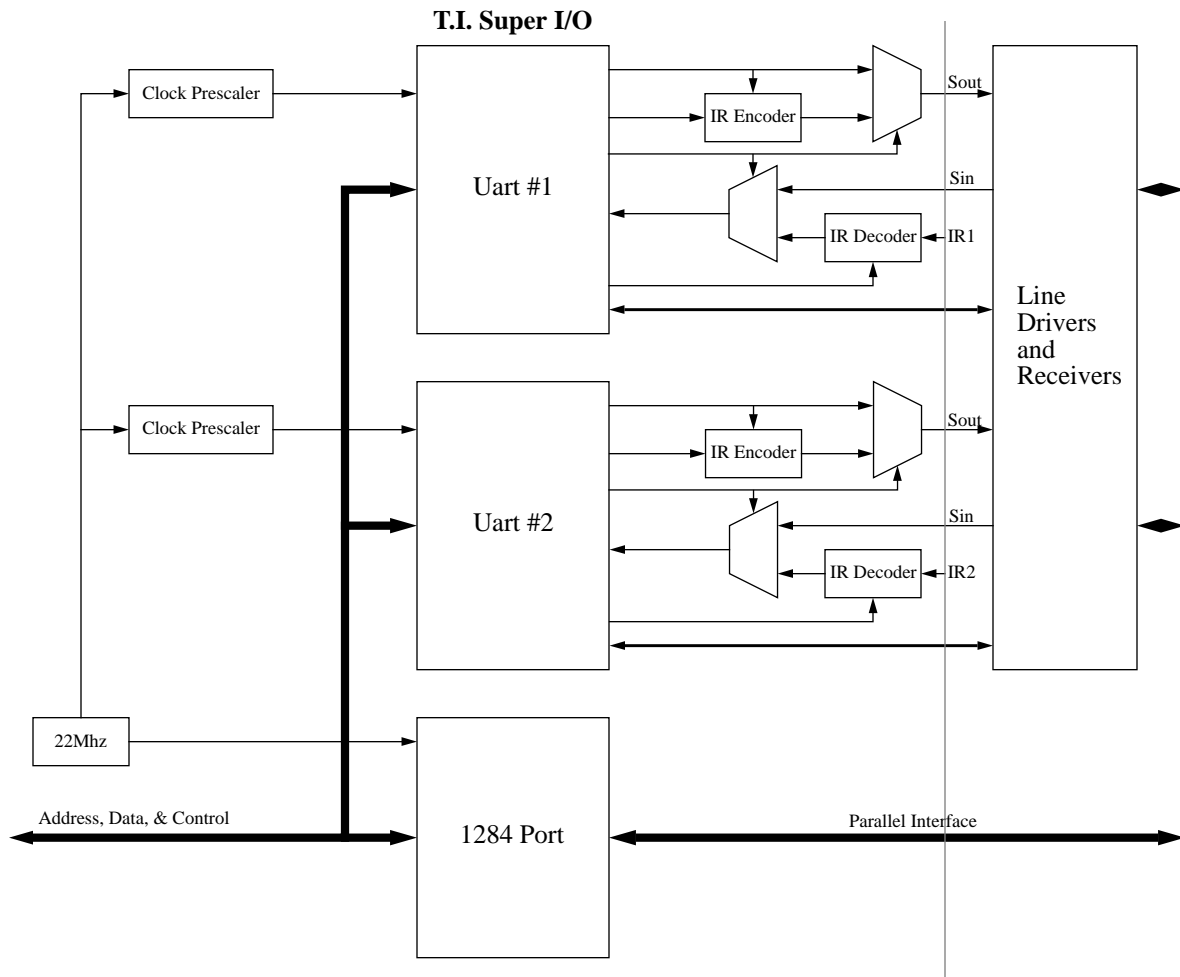 T.I. Super I/O
Clock Prescaler
Uart #1
IR Encoder
Sout
Sin
IR Decoder
IR1
Line
Drivers
and
Receivers
Clock Prescaler
Uart #2
IR Encoder
Sout
Sin
IR Decoder
IR2
22Mhz
Address, Data, & Control
1284 Port
Parallel Interface